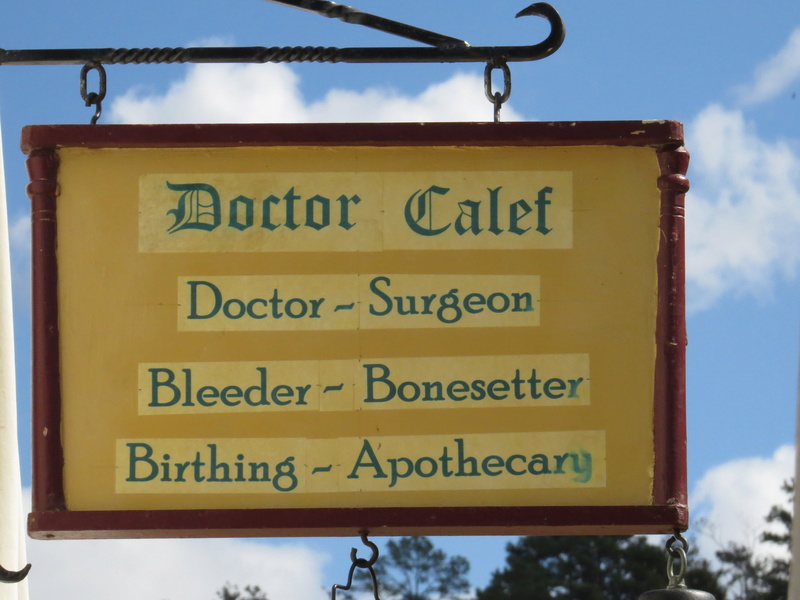 Doctor Calef
Doctor ~ Surgeon
Bleeder ~ Bonesetter
Birthing ~ Apothecary